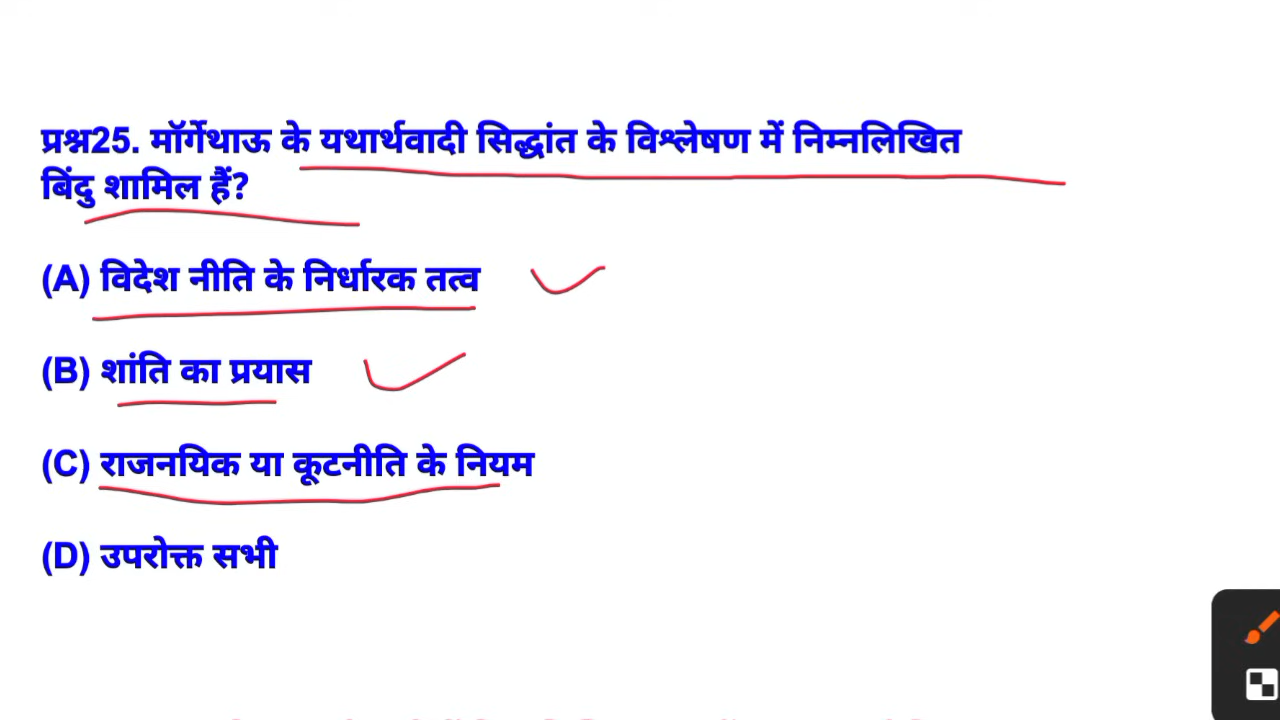 प्रश्न25. मॉर्गेथाऊ के यथार्थवादी सिद्धांत के विश्लेषण में निम्नलिखित
बिंदु शामिल हैं?
(A) विदेश नीति के निर्धारक तत्व
(B) शांति का प्रयास
(C) राजनयिक या कूटनीति के नियम
(D) उपरोक्त सभी